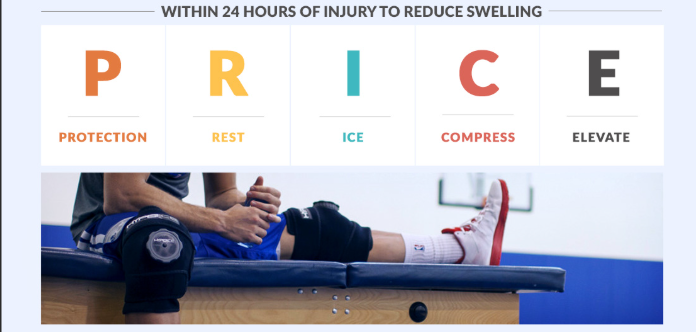 WITHIN 24 HOURS OF INJURY TO REDUCE SWELLING
P R I C E
PROTECTION REST ICE COMPRESS ELEVATE